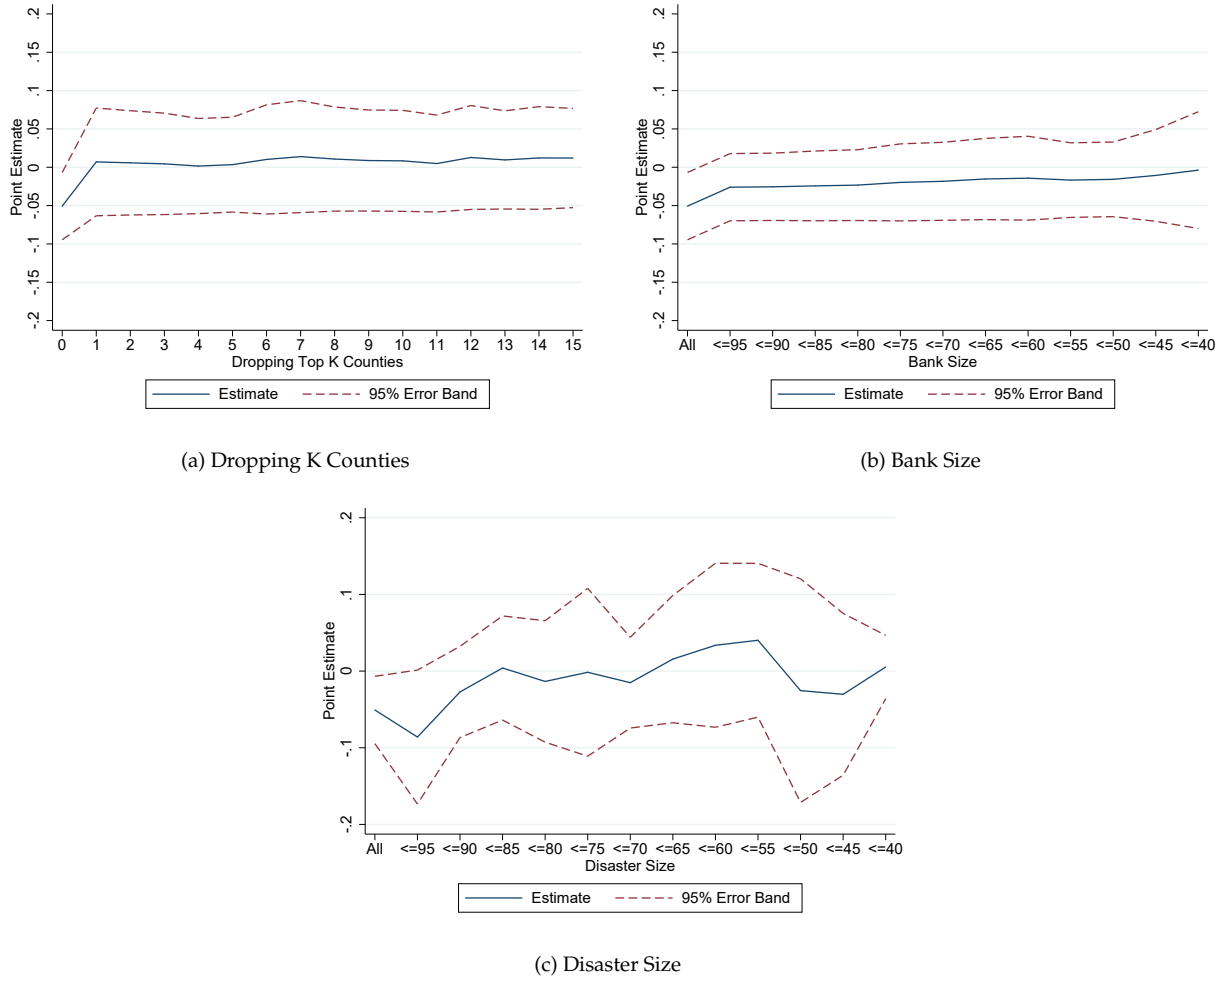 .2
.15
.1
.05
0
-.05
-.1
-.15
-.2
Point Estimate
0 1 2 3 4 5 6 7 8 9 10 11 12 13 14 15
Dropping Top K Counties
Estimate 95% Error Band
(a) Dropping K Counties
.2
.15
.1
.05
0
-.05
-.1
-.15
-.2
Point Estimate
All <=95 <=90 <=85 <=80 <=75 <=70 <=65 <=60 <=55 <=50 <=45 <=40
Bank Size
Estimate 95% Error Band
(b) Bank Size
.2
.1
0
-.1
-.2
Point Estimate
All <=95 <=90 <=85 <=80 <=75 <=70 <=65 <=60 <=55 <=50 <=45 <=40
Disaster Size
Estimate 95% Error Band
(c) Disaster Size